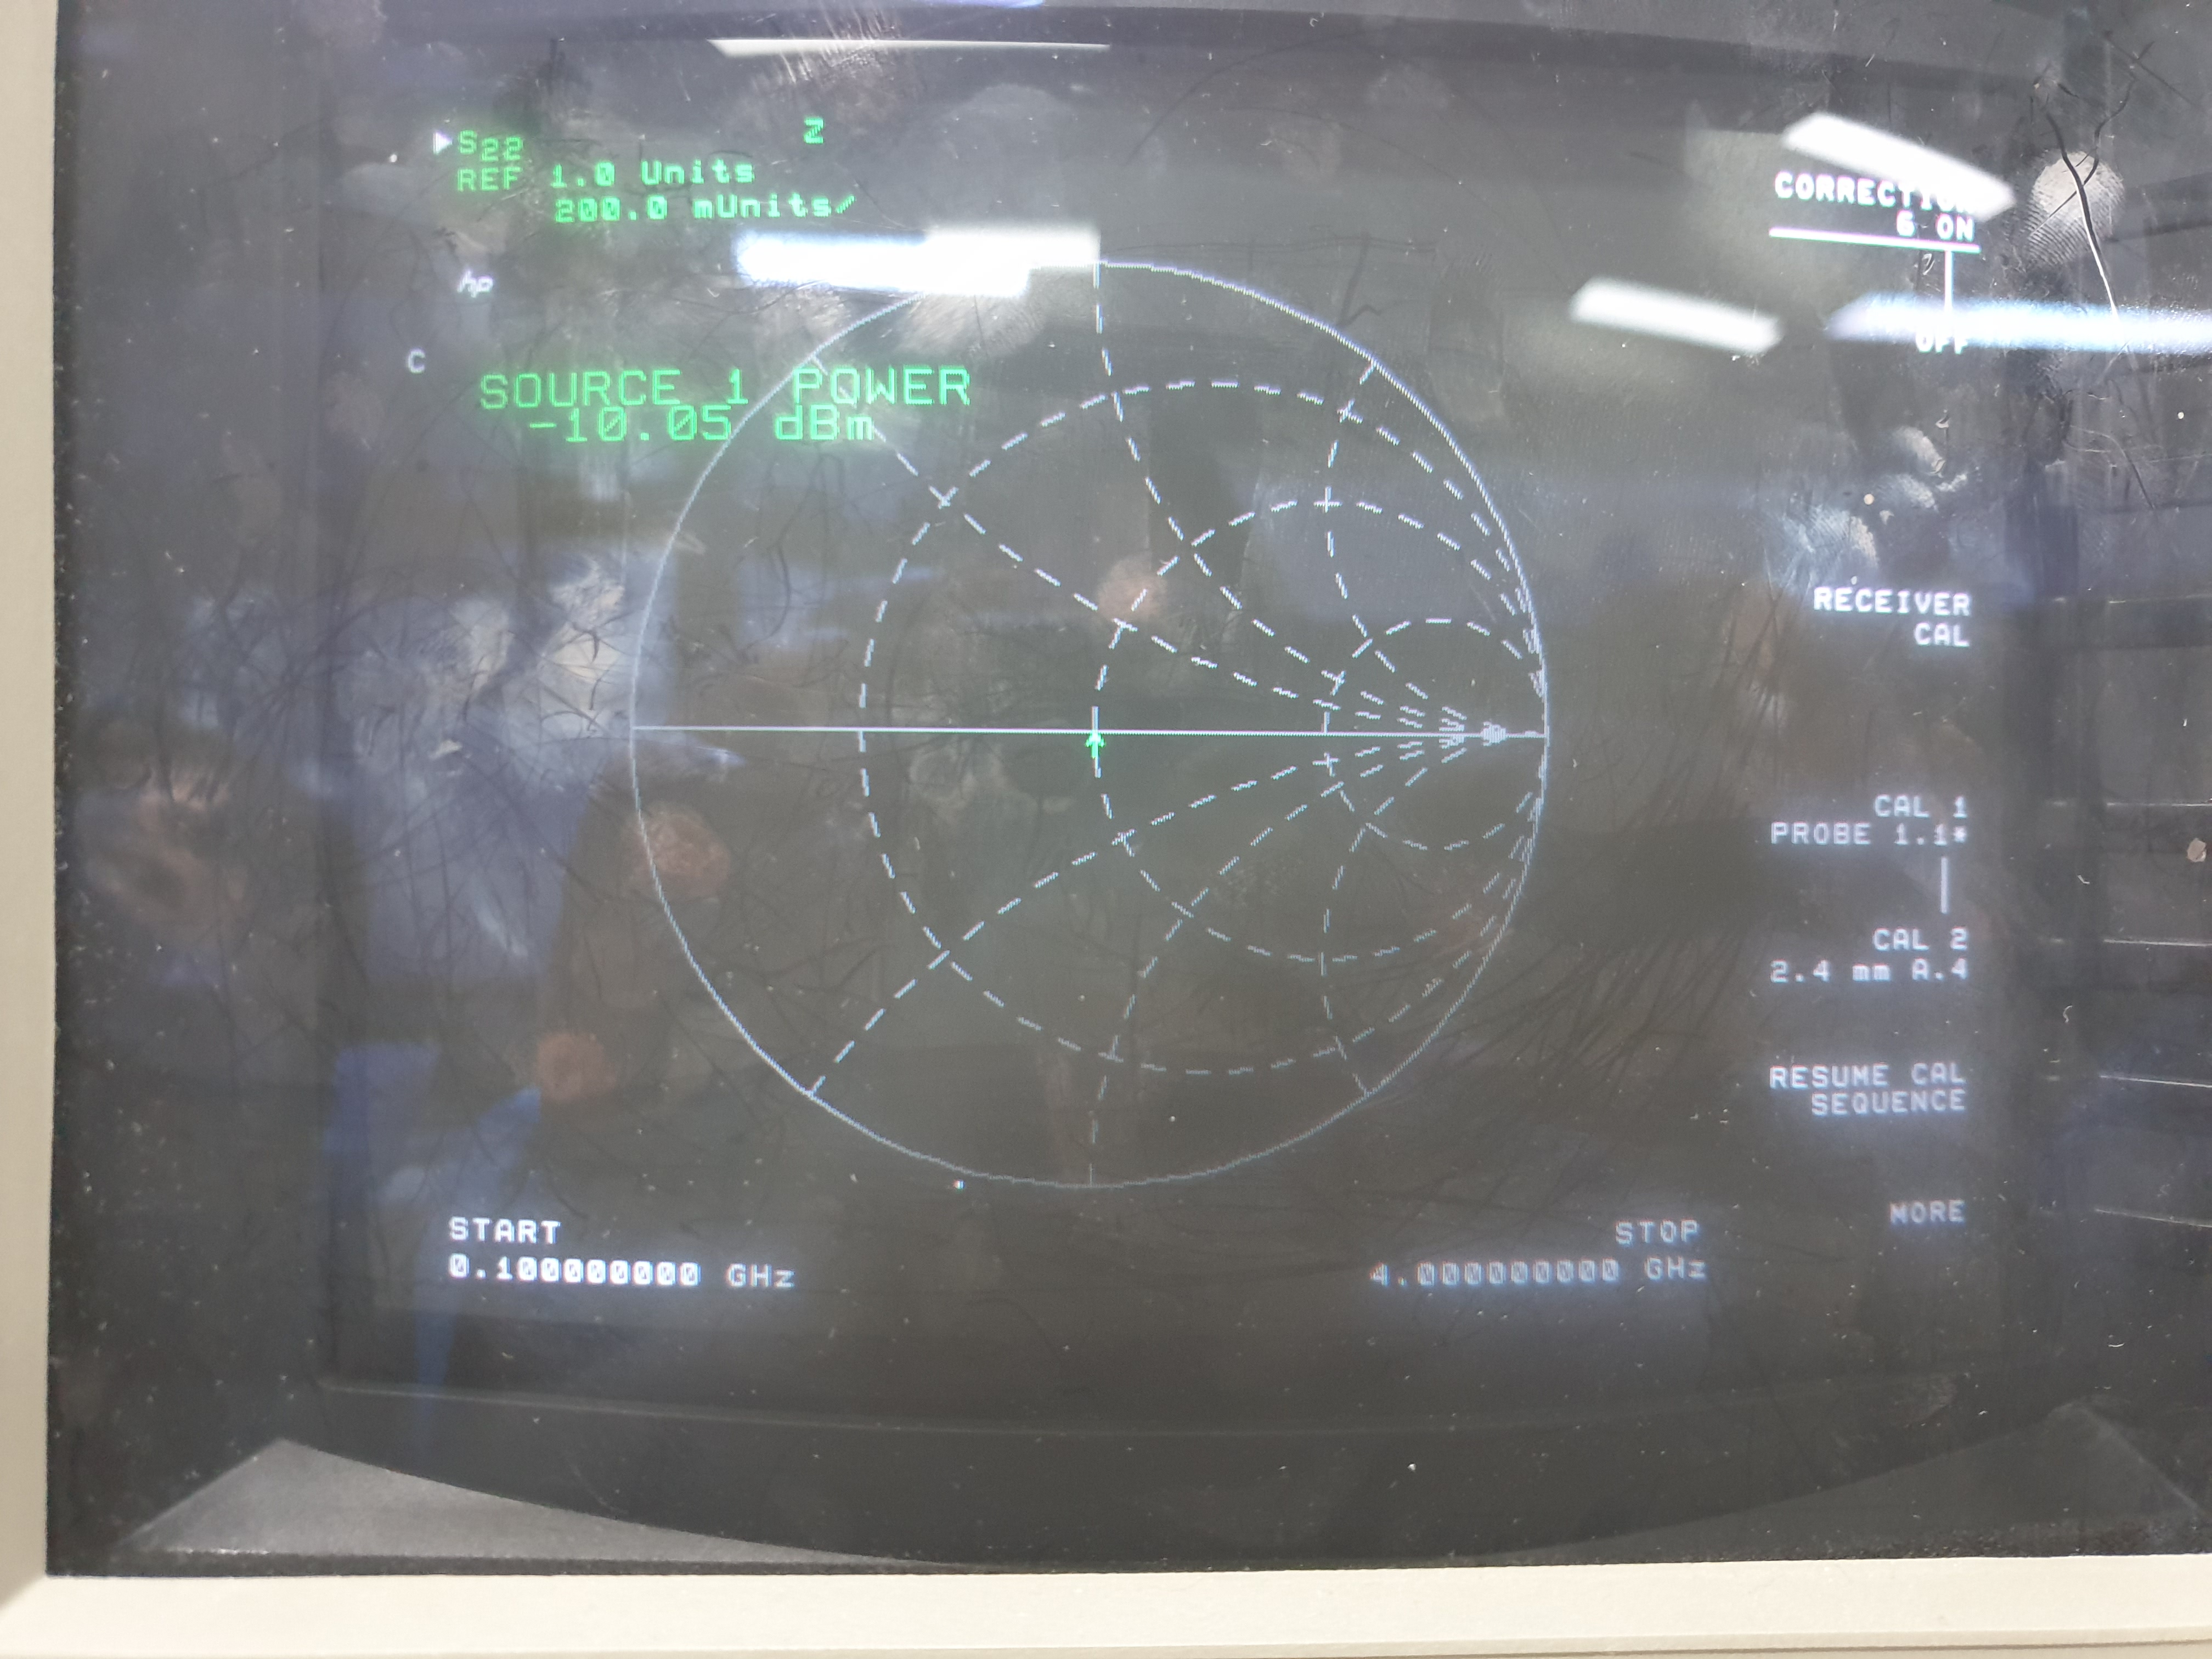 S22 Z
REF 1.0 Units
200.0 mUnits/
hp
C
SOURCE 1 POWER
-10.05 dBm
CORRECTION
6 ON
OFF
RECEIVER
CAL
CAL 1
PROBE 1.1*
CAL 2
2.4 mm A.4
RESUME CAL
SEQUENCE
MORE
START
0.100000000 GHz
STOP
4.000000000 GHz